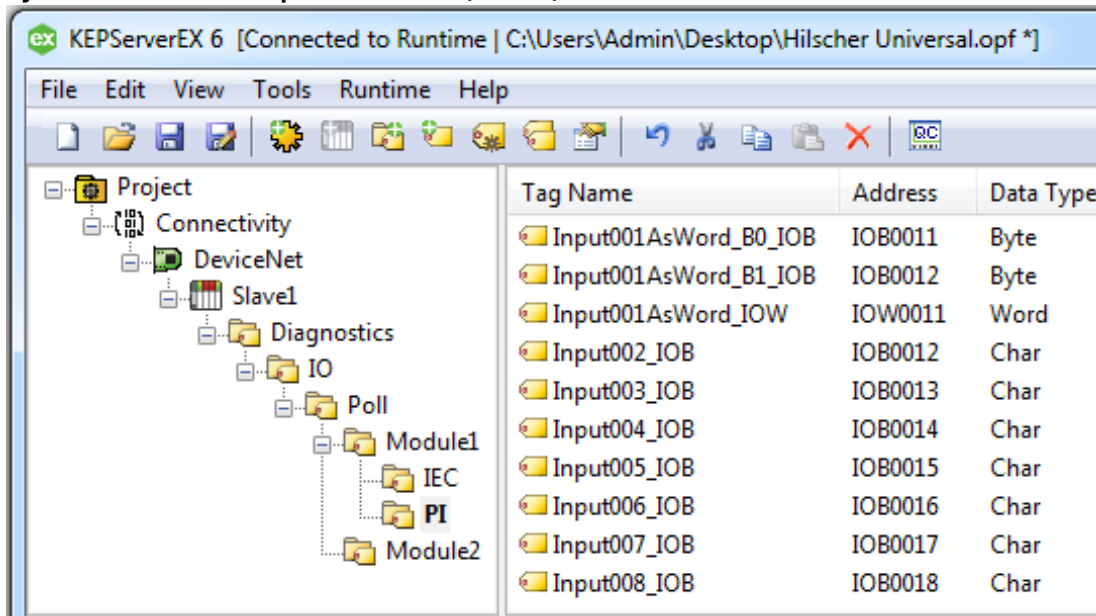 ex KEPServerEX 6 [Connected to Runtime | C:\Users\Admin\Desktop\Hilscher Universal.opf *]
File Edit View Tools Runtime Help
QC
Project
Connectivity
DeviceNet
Slave1
Diagnostics
IO
Poll
Module1
IEC
PI
Module2
Tag Name Address Data Type
Input001AsWord_B0_IOB IOB0011 Byte
Input001AsWord_B1_IOB IOB0012 Byte
Input001AsWord_IOW IOW0011 Word
Input002_IOB IOB0012 Char
Input003_IOB IOB0013 Char
Input004_IOB IOB0014 Char
Input005_IOB IOB0015 Char
Input006_IOB IOB0016 Char
Input007_IOB IOB0017 Char
Input008_IOB IOB0018 Char